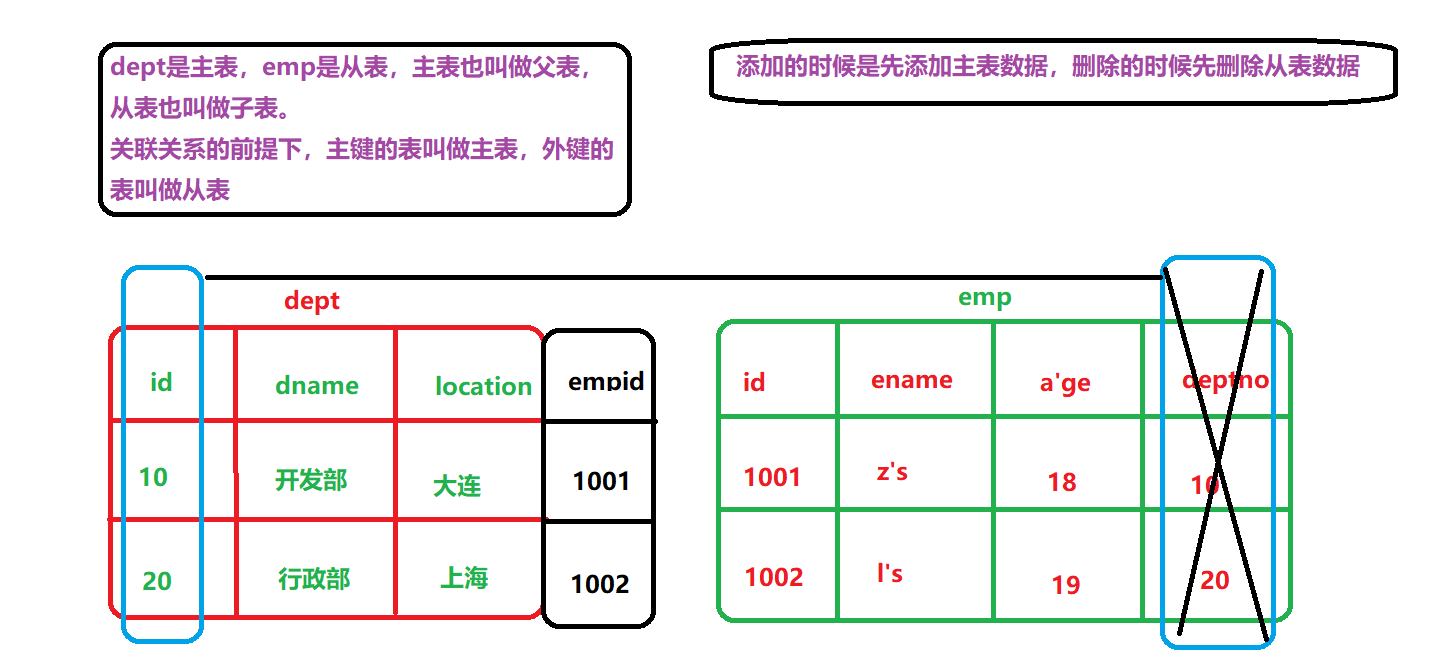 dept是主表，emp是从表，主表也叫做父表，
从表也叫做子表。
关联关系的前提下，主键的表叫做主表，外键的
表叫做从表
添加的时候是先添加主表数据，删除的时候先删除从表数据
dept
id dname location empid
10 开发部 大连 1001
20 行政部 上海 1002
emp
id ename a'ge deptno
1001 z's 18 10
1002 l's 19 20